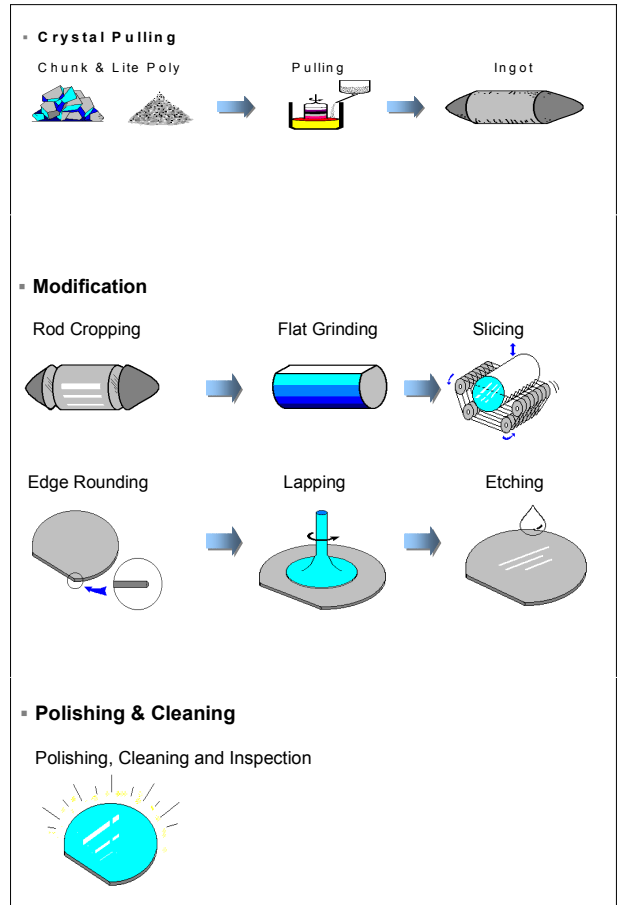 ▪ Crystal Pulling
Chunk & Lite Poly Pulling Ingot
▪ Modification
Rod Cropping Flat Grinding Slicing
Edge Rounding Lapping Etching
▪ Polishing & Cleaning
Polishing, Cleaning and Inspection